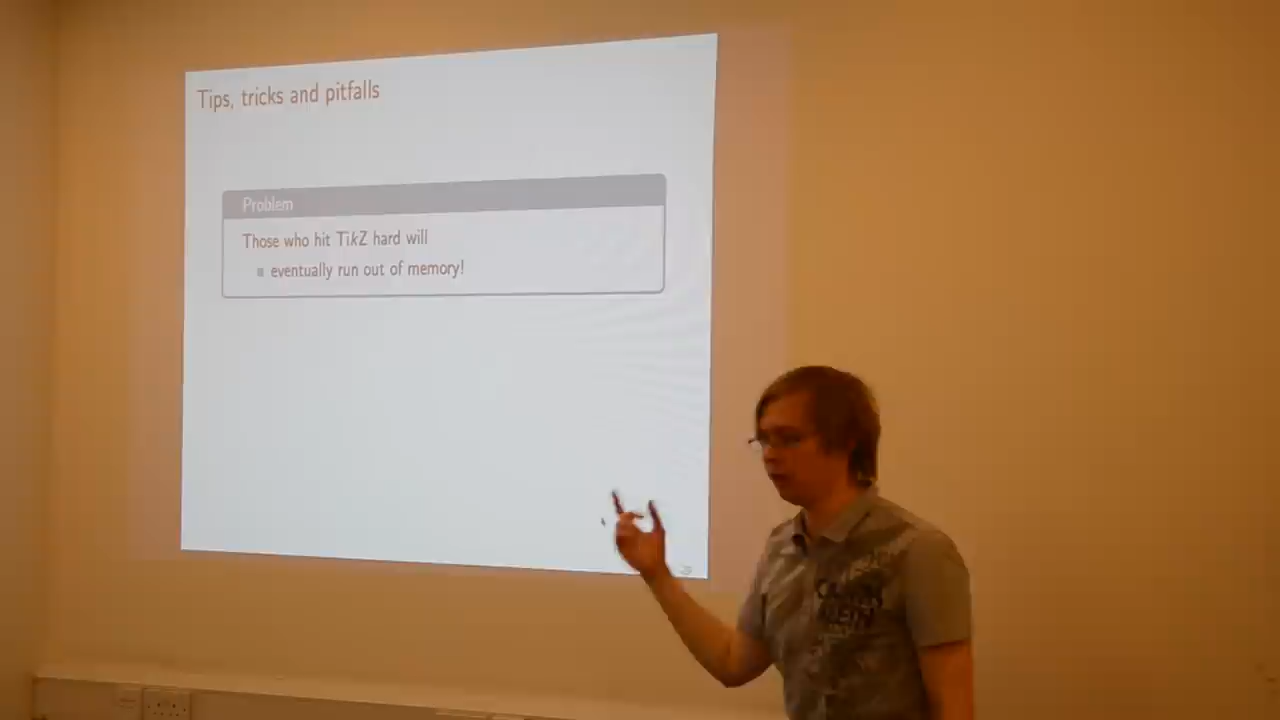 Tips, tricks and pitfalls
Problem
Those who hit TikZ hard will
■ eventually run out of memory!